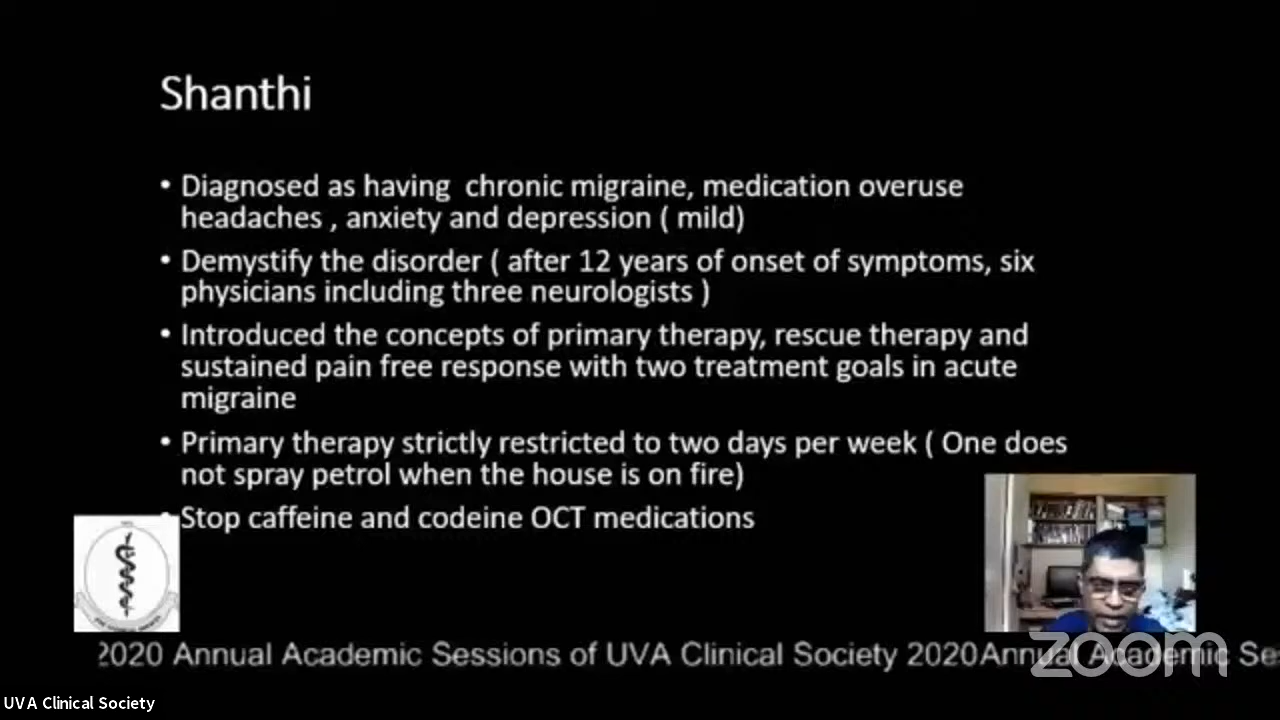 Shanthi
• Diagnosed as having chronic migraine, medication overuse
headaches , anxiety and depression ( mild)
• Demystify the disorder ( after 12 years of onset of symptoms, six
physicians including three neurologists )
• Introduced the concepts of primary therapy, rescue therapy and
sustained pain free response with two treatment goals in acute
migraine
• Primary therapy strictly restricted to two days per week ( One does
not spray petrol when the house is on fire)
• Stop caffeine and codeine OCT medications
zoom
2020 Annual Academic Sessions of UVA Clinical Society 2020Annual Academic Se
UVA Clinical Society